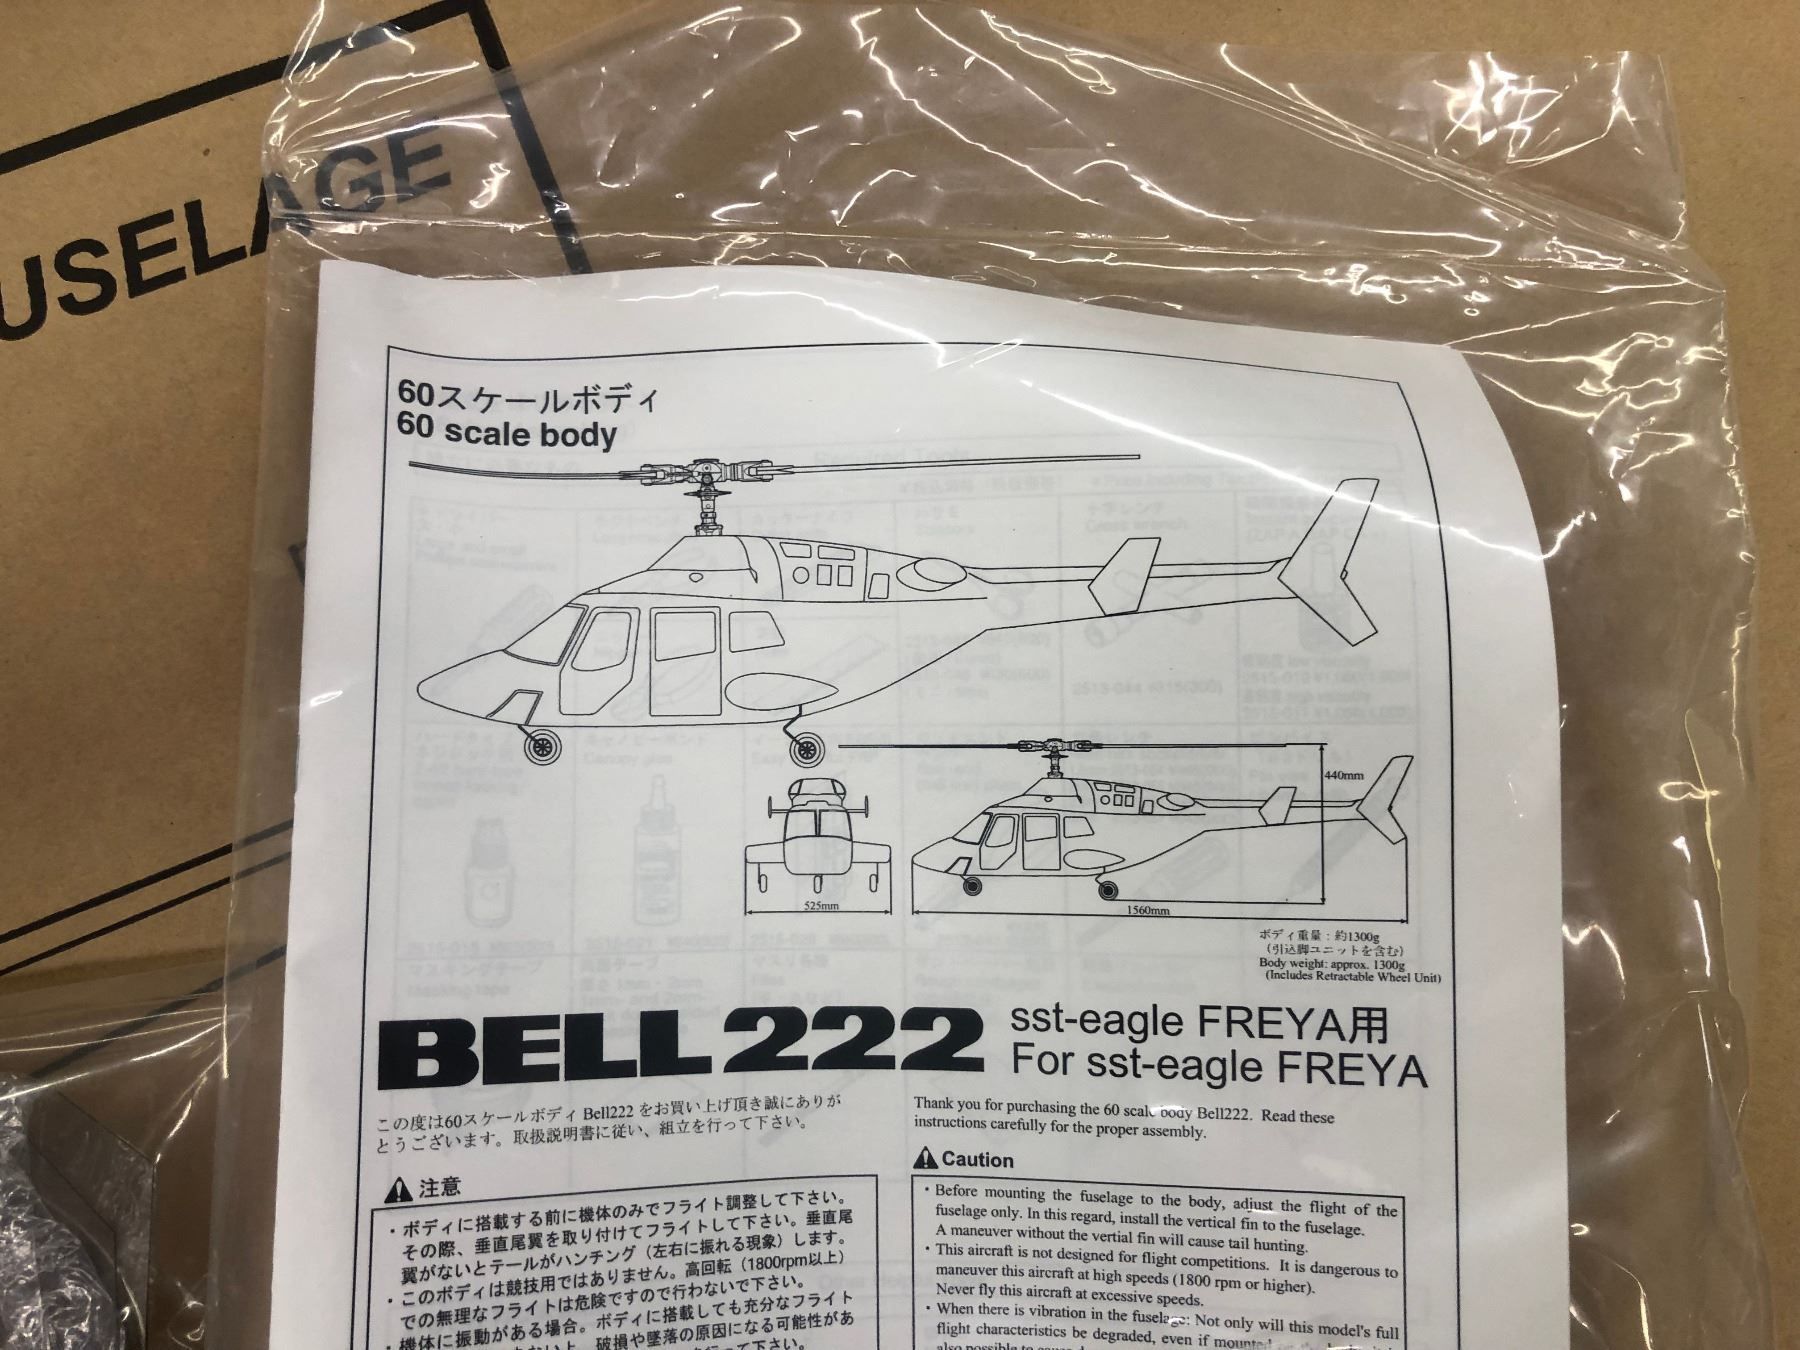 USELAGE
60スケールボディ
60 scale body
440mm
525mm
1560mm
ボディ重量：約1300g
（引込脚ユニットを含む）
Body weight: approx. 1300g
(Includes Retractable Wheel Unit)
BELL 222
sst-eagle FREYA用
For sst-eagle FREYA
この度は60スケールボディ Bell222 をお買い上げ頂き誠にありが
とうございます。取扱説明書に従い、組立を行って下さい。
Thank you for purchasing the 60 scale body Bell222. Read these
instructions carefully for the proper assembly.
注意
・ボディに搭載する前に機体のみでフライト調整して下さい。
その際、垂直尾翼を取り付けてフライトして下さい。垂直尾
翼がないとテールがハンチング（左右に振れる現象）します。
・このボディは競技用ではありません。高回転（1800rpm以上）
での無理なフライトは危険ですので行わないで下さい。
・機体に振動がある場合。ボディに搭載しても充分なフライト
破損や墜落の原因になる可能性があ
Caution
・Before mounting the fuselage to the body, adjust the flight of the
fuselage only. In this regard, install the vertical fin to the fuselage.
A maneuver without the vertial fin will cause tail hunting.
・This aircraft is not designed for flight competitions. It is dangerous to
maneuver this aircraft at high speeds (1800 rpm or higher).
Never fly this aircraft at excessive speeds.
・When there is vibration in the fuselage: Not only will this model's full
flight characteristics be degraded, even if